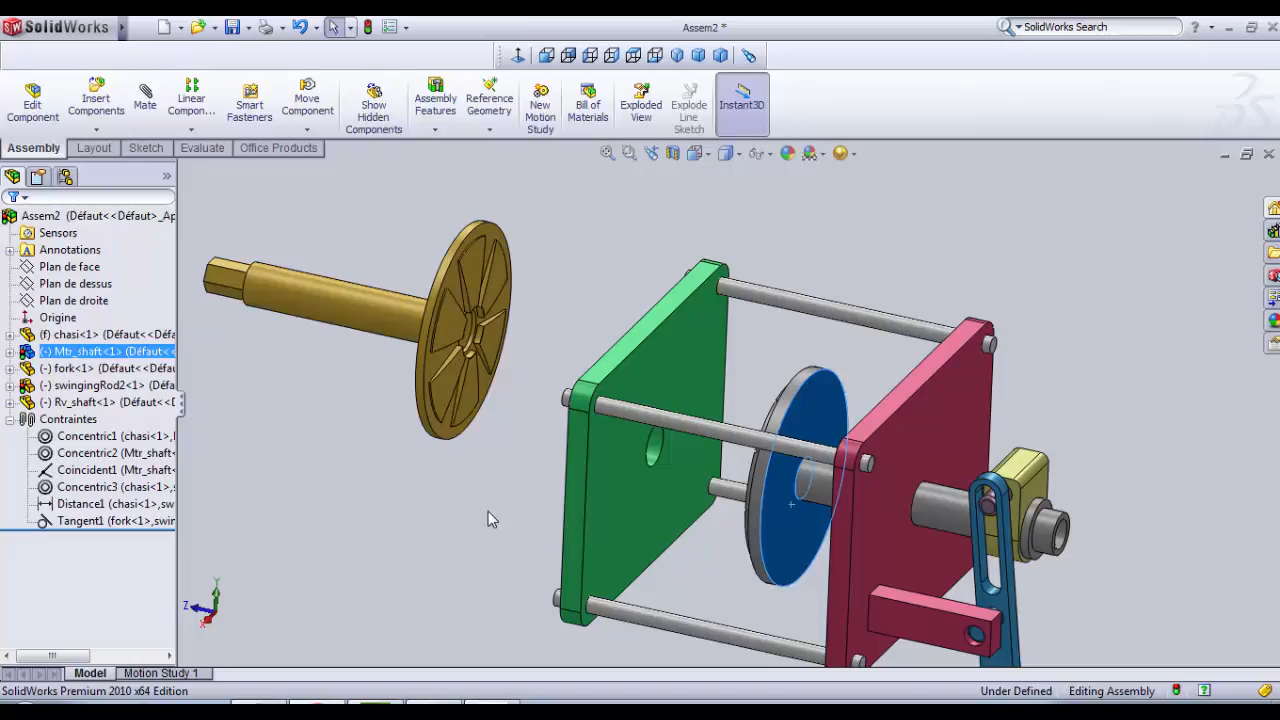 SolidWorks
Assem2 *
SolidWorks Search
Edit Component
Insert Components
Mate
Linear Compon...
Smart Fasteners
Move Component
Show Hidden Components
Assembly Features
Reference Geometry
New Motion Study
Bill of Materials
Exploded View
Explode Line Sketch
Instant3D
Assembly
Layout
Sketch
Evaluate
Office Products
Assem2 (Défaut<<Défaut>_Ap
Sensors
Annotations
Plan de face
Plan de dessus
Plan de droite
Origine
(f) chasi<1> (Défaut<<Défa
(-) Mtr_shaft<1> (Défaut<<
(-) fork<1> (Défaut<<Défau
(-) swingingRod2<1> (Défau
(-) Rv_shaft<1> (Défaut<<D
Contraintes
Concentric1 (chasi<1>,
Concentric2 (Mtr_shaft<
Coincident1 (Mtr_shaft<
Concentric3 (chasi<1>,s
Distance1 (chasi<1>,sw
Tangent1 (fork<1>,swin
Y
Z
X
Model
Motion Study 1
SolidWorks Premium 2010 x64 Edition
Under Defined
Editing Assembly